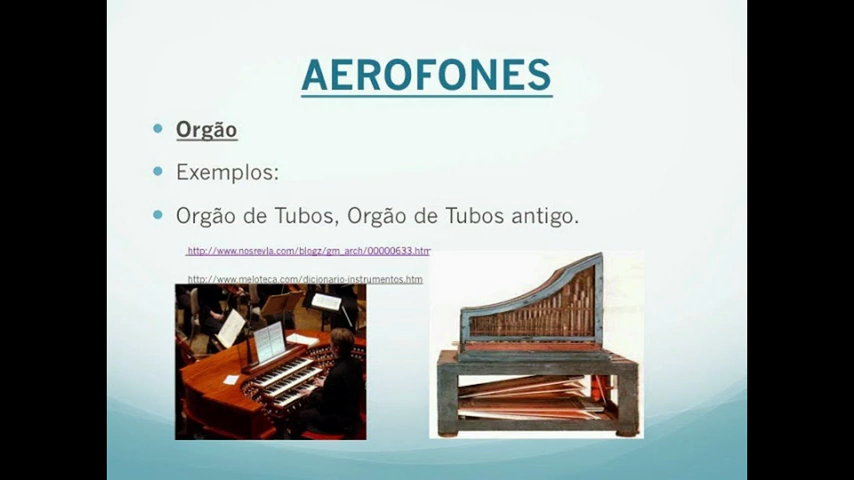 AEROFONES
Orgão
Exemplos:
Orgão de Tubos, Orgão de Tubos antigo.
http://www.nosrevla.com/blogz/gm_arch/00000633.htm
http://www.meloteca.com/dicionario-instrumentos.htm